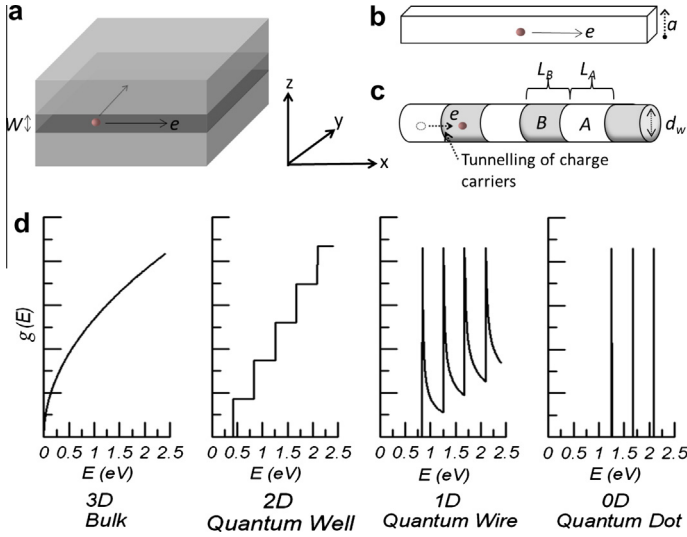 a
W
e
z
y
x
b
e
a
c
L_B L_A
e B A d_w
Tunnelling of charge
carriers
d
g(E)
0 0.5 1 1.5 2 2.5
E (eV)
3D
Bulk
0 0.5 1 1.5 2 2.5
E (eV)
2D
Quantum Well
0 0.5 1 1.5 2 2.5
E (eV)
1D
Quantum Wire
0 0.5 1 1.5 2 2.5
E (eV)
0D
Quantum Dot